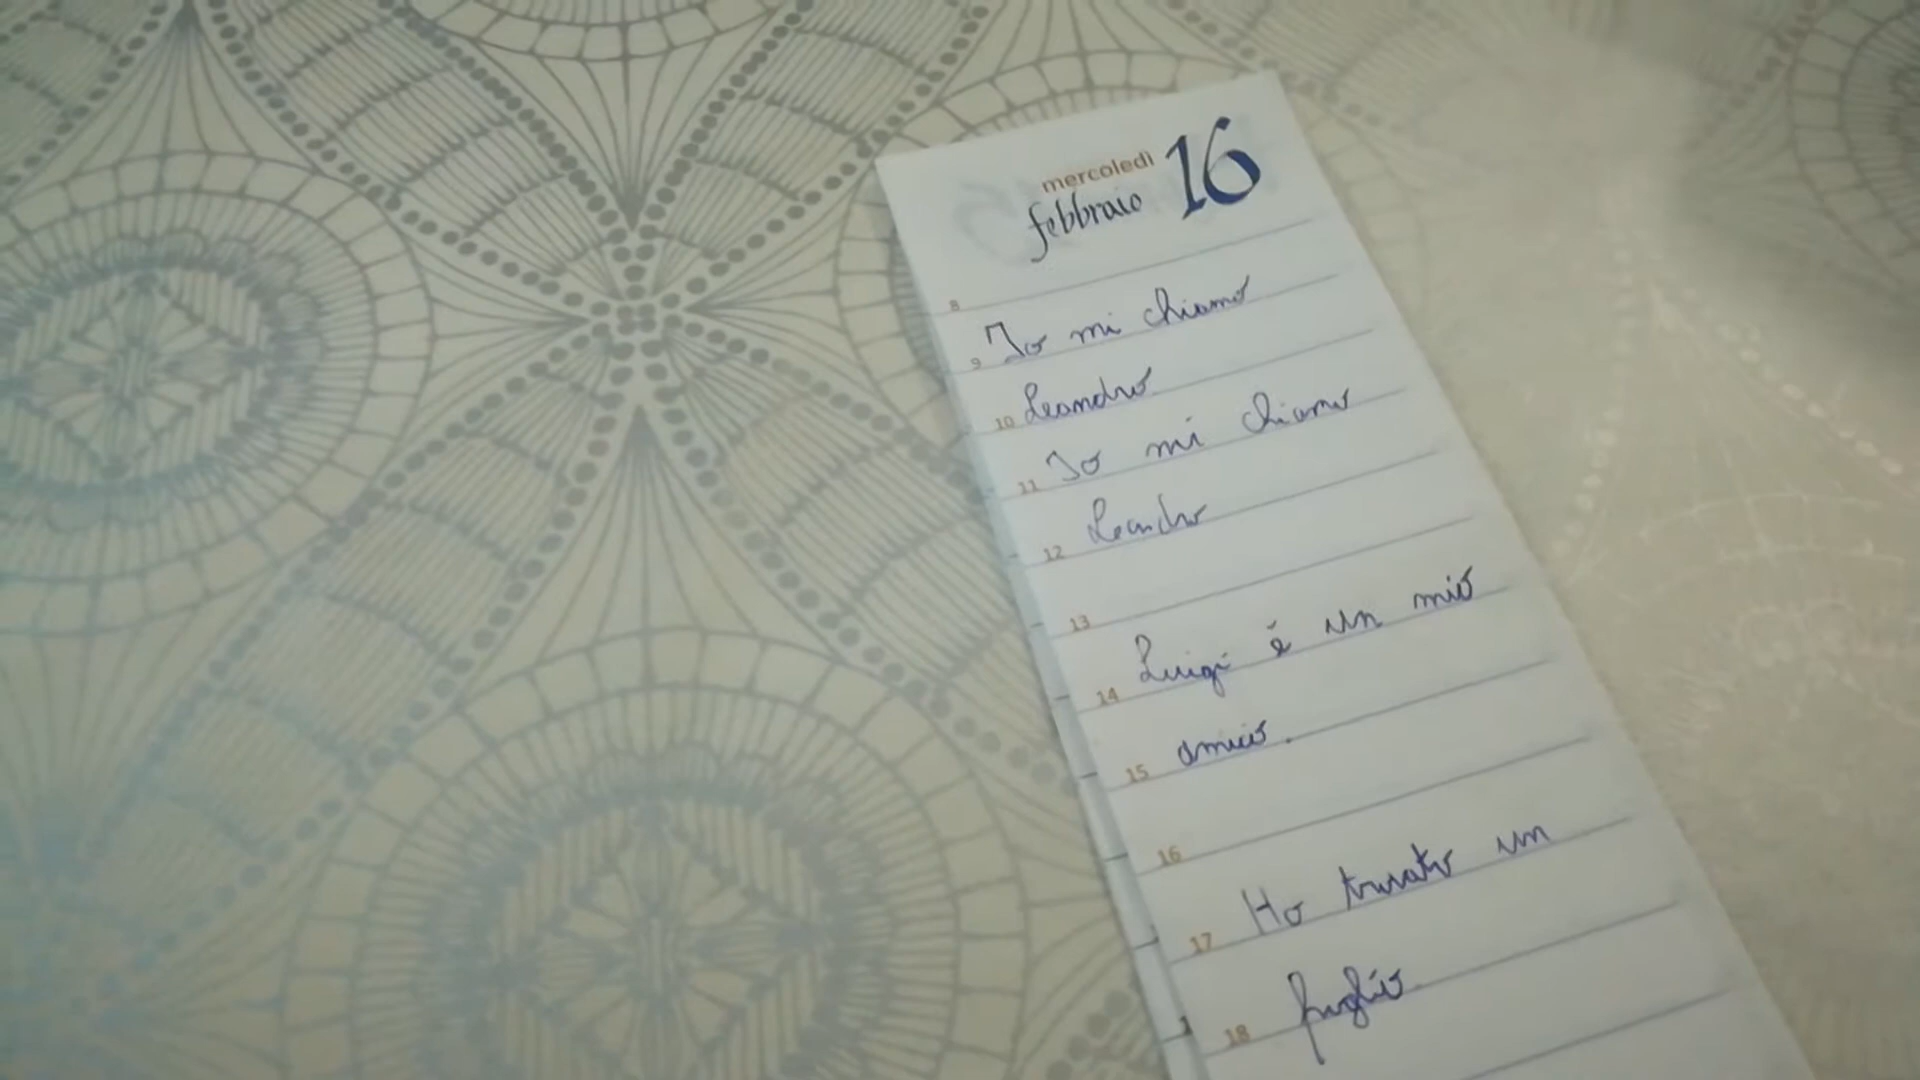 mercoledì 16
febbraio
8
9 Io mi chiamo
10 Leandro
11 Io mi chiamo
12 Leandro
13
14 Luigi è un mio
15 amico.
16
17 Ho trovato un
18